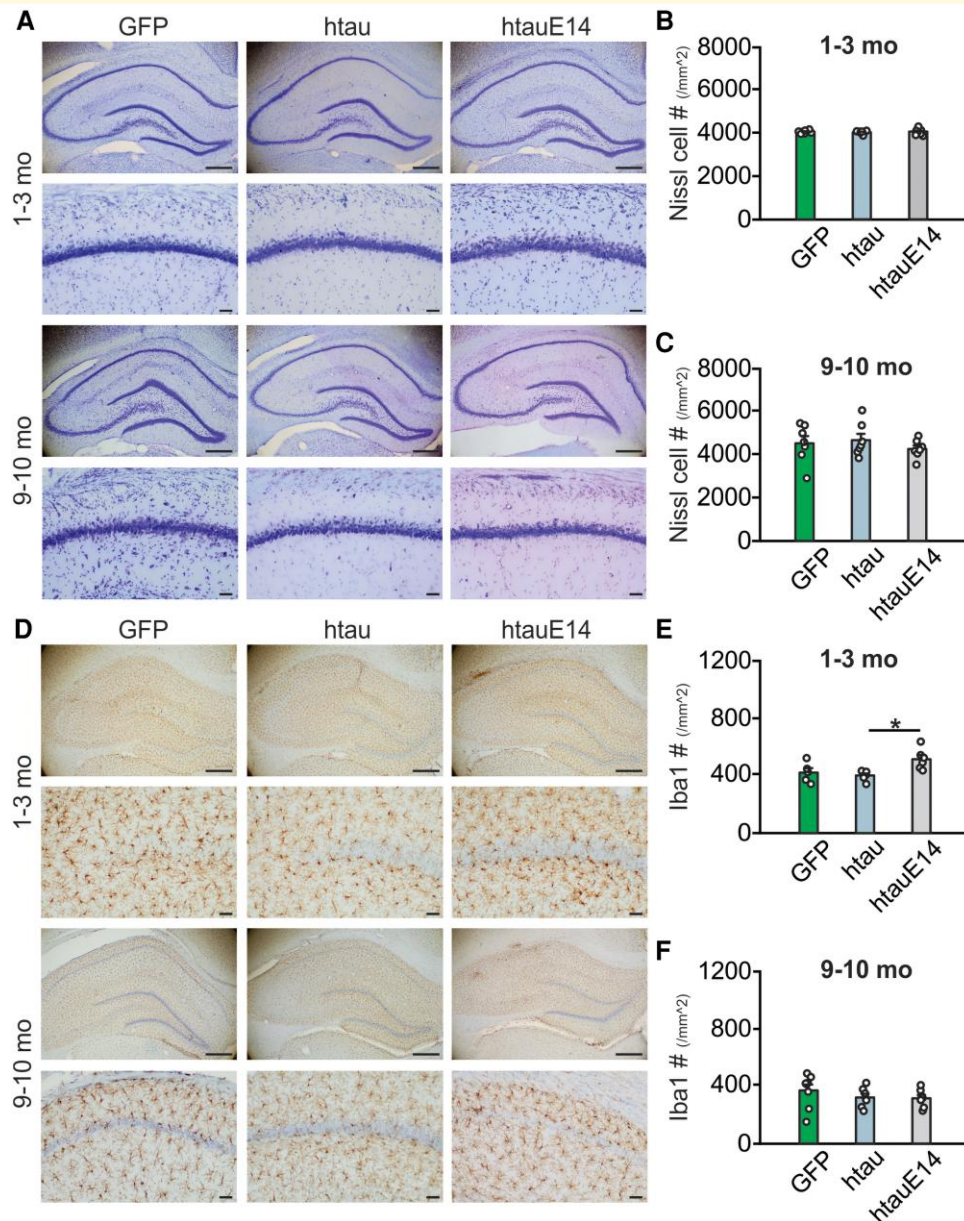 A
GFP
htau
htauE14
1-3 mo
9-10 mo
B
1-3 mo
Nissl cell # (/mm^2)
8000
6000
4000
2000
0
GFP
htau
htauE14
C
9-10 mo
Nissl cell # (/mm^2)
8000
6000
4000
2000
0
GFP
htau
htauE14
D
GFP
htau
htauE14
1-3 mo
9-10 mo
E
1-3 mo
Iba1 # (/mm^2)
1200
800
400
0
*
GFP
htau
htauE14
F
9-10 mo
Iba1 # (/mm^2)
1200
800
400
0
GFP
htau
htauE14